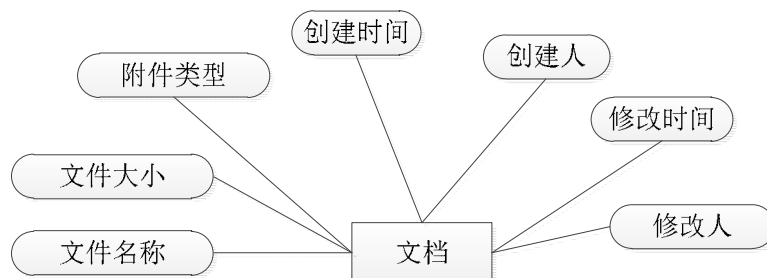 创建时间
创建人
附件类型
修改时间
文件大小
修改人
文件名称
文档